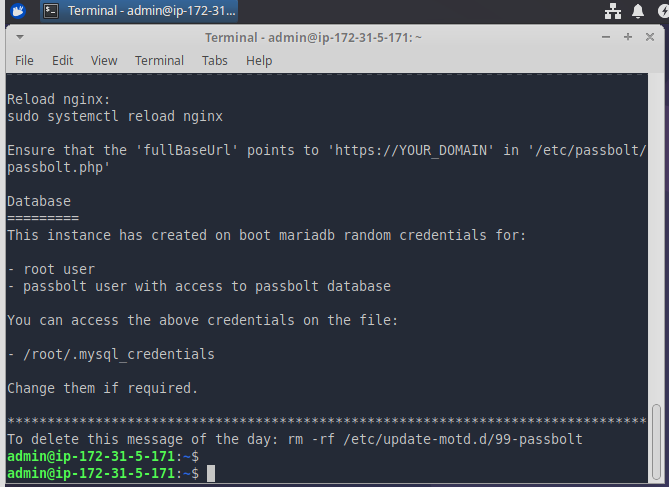 Terminal - admin@ip-172-31...
Terminal - admin@ip-172-31-5-171: ~
File Edit View Terminal Tabs Help
Reload nginx:
sudo systemctl reload nginx
Ensure that the 'fullBaseUrl' points to 'https://YOUR_DOMAIN' in '/etc/passbolt/
passbolt.php'
Database
=========
This instance has created on boot mariadb random credentials for:
- root user
- passbolt user with access to passbolt database
You can access the above credentials on the file:
- /root/.mysql_credentials
Change them if required.
********************************************************************************
To delete this message of the day: rm -rf /etc/update-motd.d/99-passbolt
admin@ip-172-31-5-171:~$
admin@ip-172-31-5-171:~$